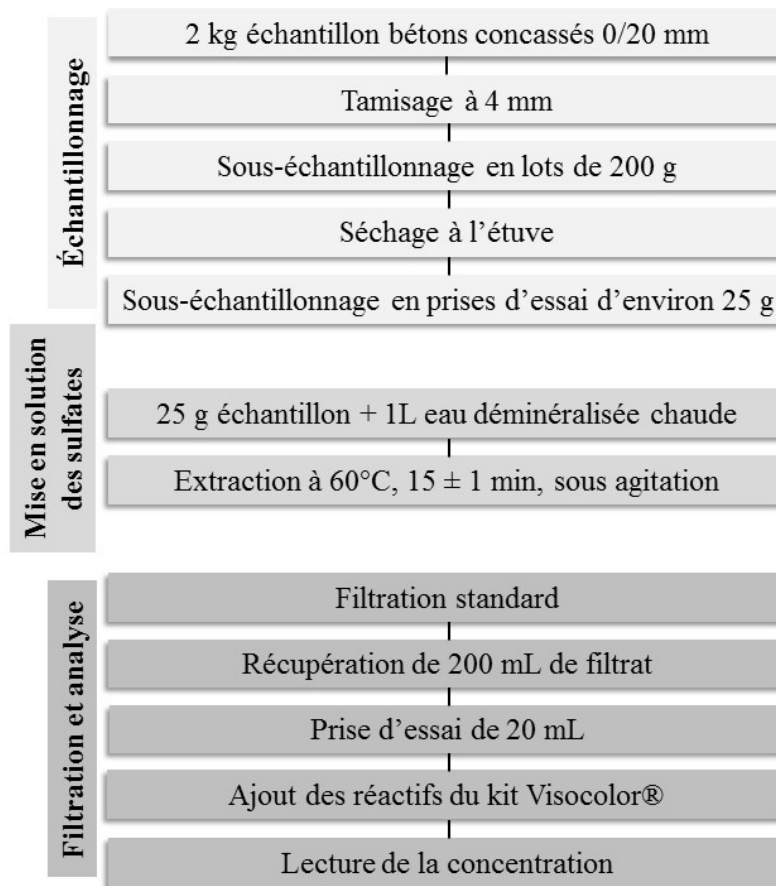 Échantillonnage
2 kg échantillon bétons concassés 0/20 mm
Tamisage à 4 mm
Sous-échantillonnage en lots de 200 g
Séchage à l’étuve
Sous-échantillonnage en prises d’essai d’environ 25 g
Mise en solution
des sulfates
25 g échantillon + 1L eau déminéralisée chaude
Extraction à 60°C, 15 ± 1 min, sous agitation
Filtration et analyse
Filtration standard
Récupération de 200 mL de filtrat
Prise d’essai de 20 mL
Ajout des réactifs du kit Visocolor®
Lecture de la concentration